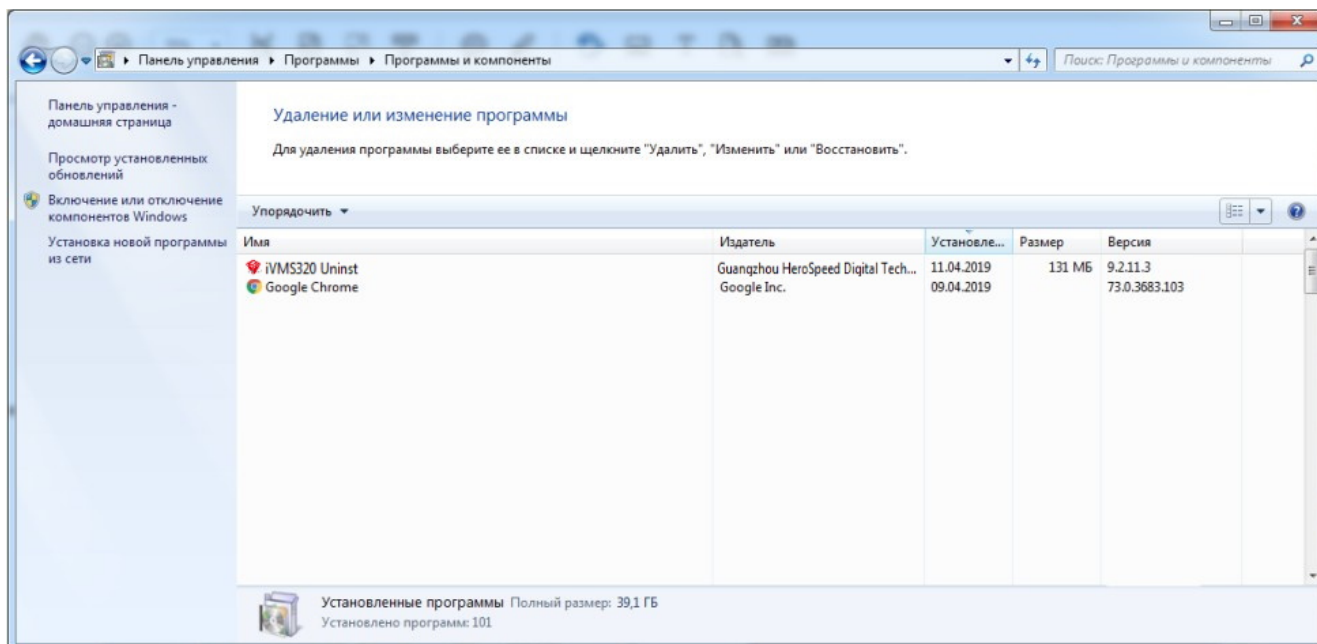 Панель управления ▸ Программы ▸ Программы и компоненты
Поиск: Программы и компоненты
Панель управления -
домашняя страница
Просмотр установленных
обновлений
Включение или отключение
компонентов Windows
Установка новой программы
из сети
Удаление или изменение программы
Для удаления программы выберите ее в списке и щелкните "Удалить", "Изменить" или "Восстановить".
Упорядочить
Имя Издатель Установле... Размер Версия
iVMS320 Uninst Guangzhou HeroSpeed Digital Tech... 11.04.2019 131 МБ 9.2.11.3
Google Chrome Google Inc. 09.04.2019 73.0.3683.103
Установленные программы Полный размер: 39,1 ГБ
Установлено программ: 101